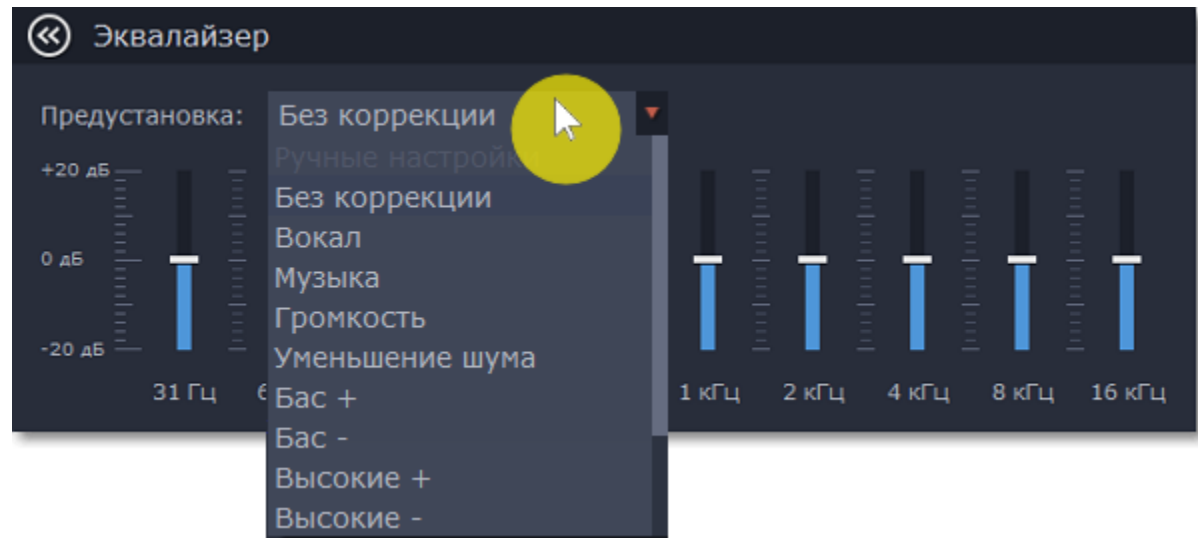 Эквалайзер
Предустановка: Без коррекции
Ручные настройки
+20 дБ
Без коррекции
Вокал
0 дБ
Музыка
Громкость
-20 дБ
Уменьшение шума
31 Гц 6 1 кГц 2 кГц 4 кГц 8 кГц 16 кГц
Бас +
Бас -
Высокие +
Высокие -